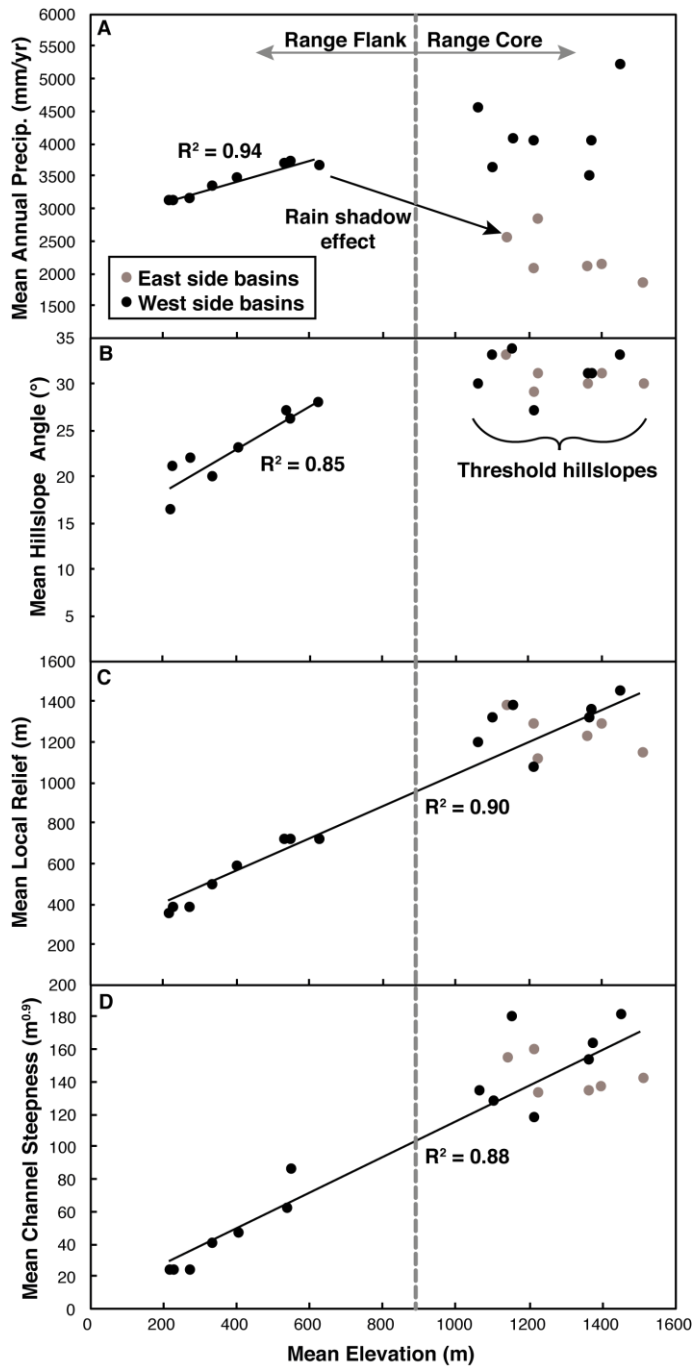 A
Range Flank
Range Core
Mean Annual Precip. (mm/yr)
6000
5500
5000
4500
4000
3500
3000
2500
2000
1500
R² = 0.94
Rain shadow
effect
East side basins
West side basins
B
Mean Hillslope Angle (°)
35
30
25
20
15
10
5
R² = 0.85
Threshold hillslopes
C
Mean Local Relief (m)
1600
1400
1200
1000
800
600
400
200
R² = 0.90
D
Mean Channel Steepness (m⁰·⁹)
200
180
160
140
120
100
80
60
40
20
0
R² = 0.88
0
200
400
600
800
1000
1200
1400
1600
Mean Elevation (m)